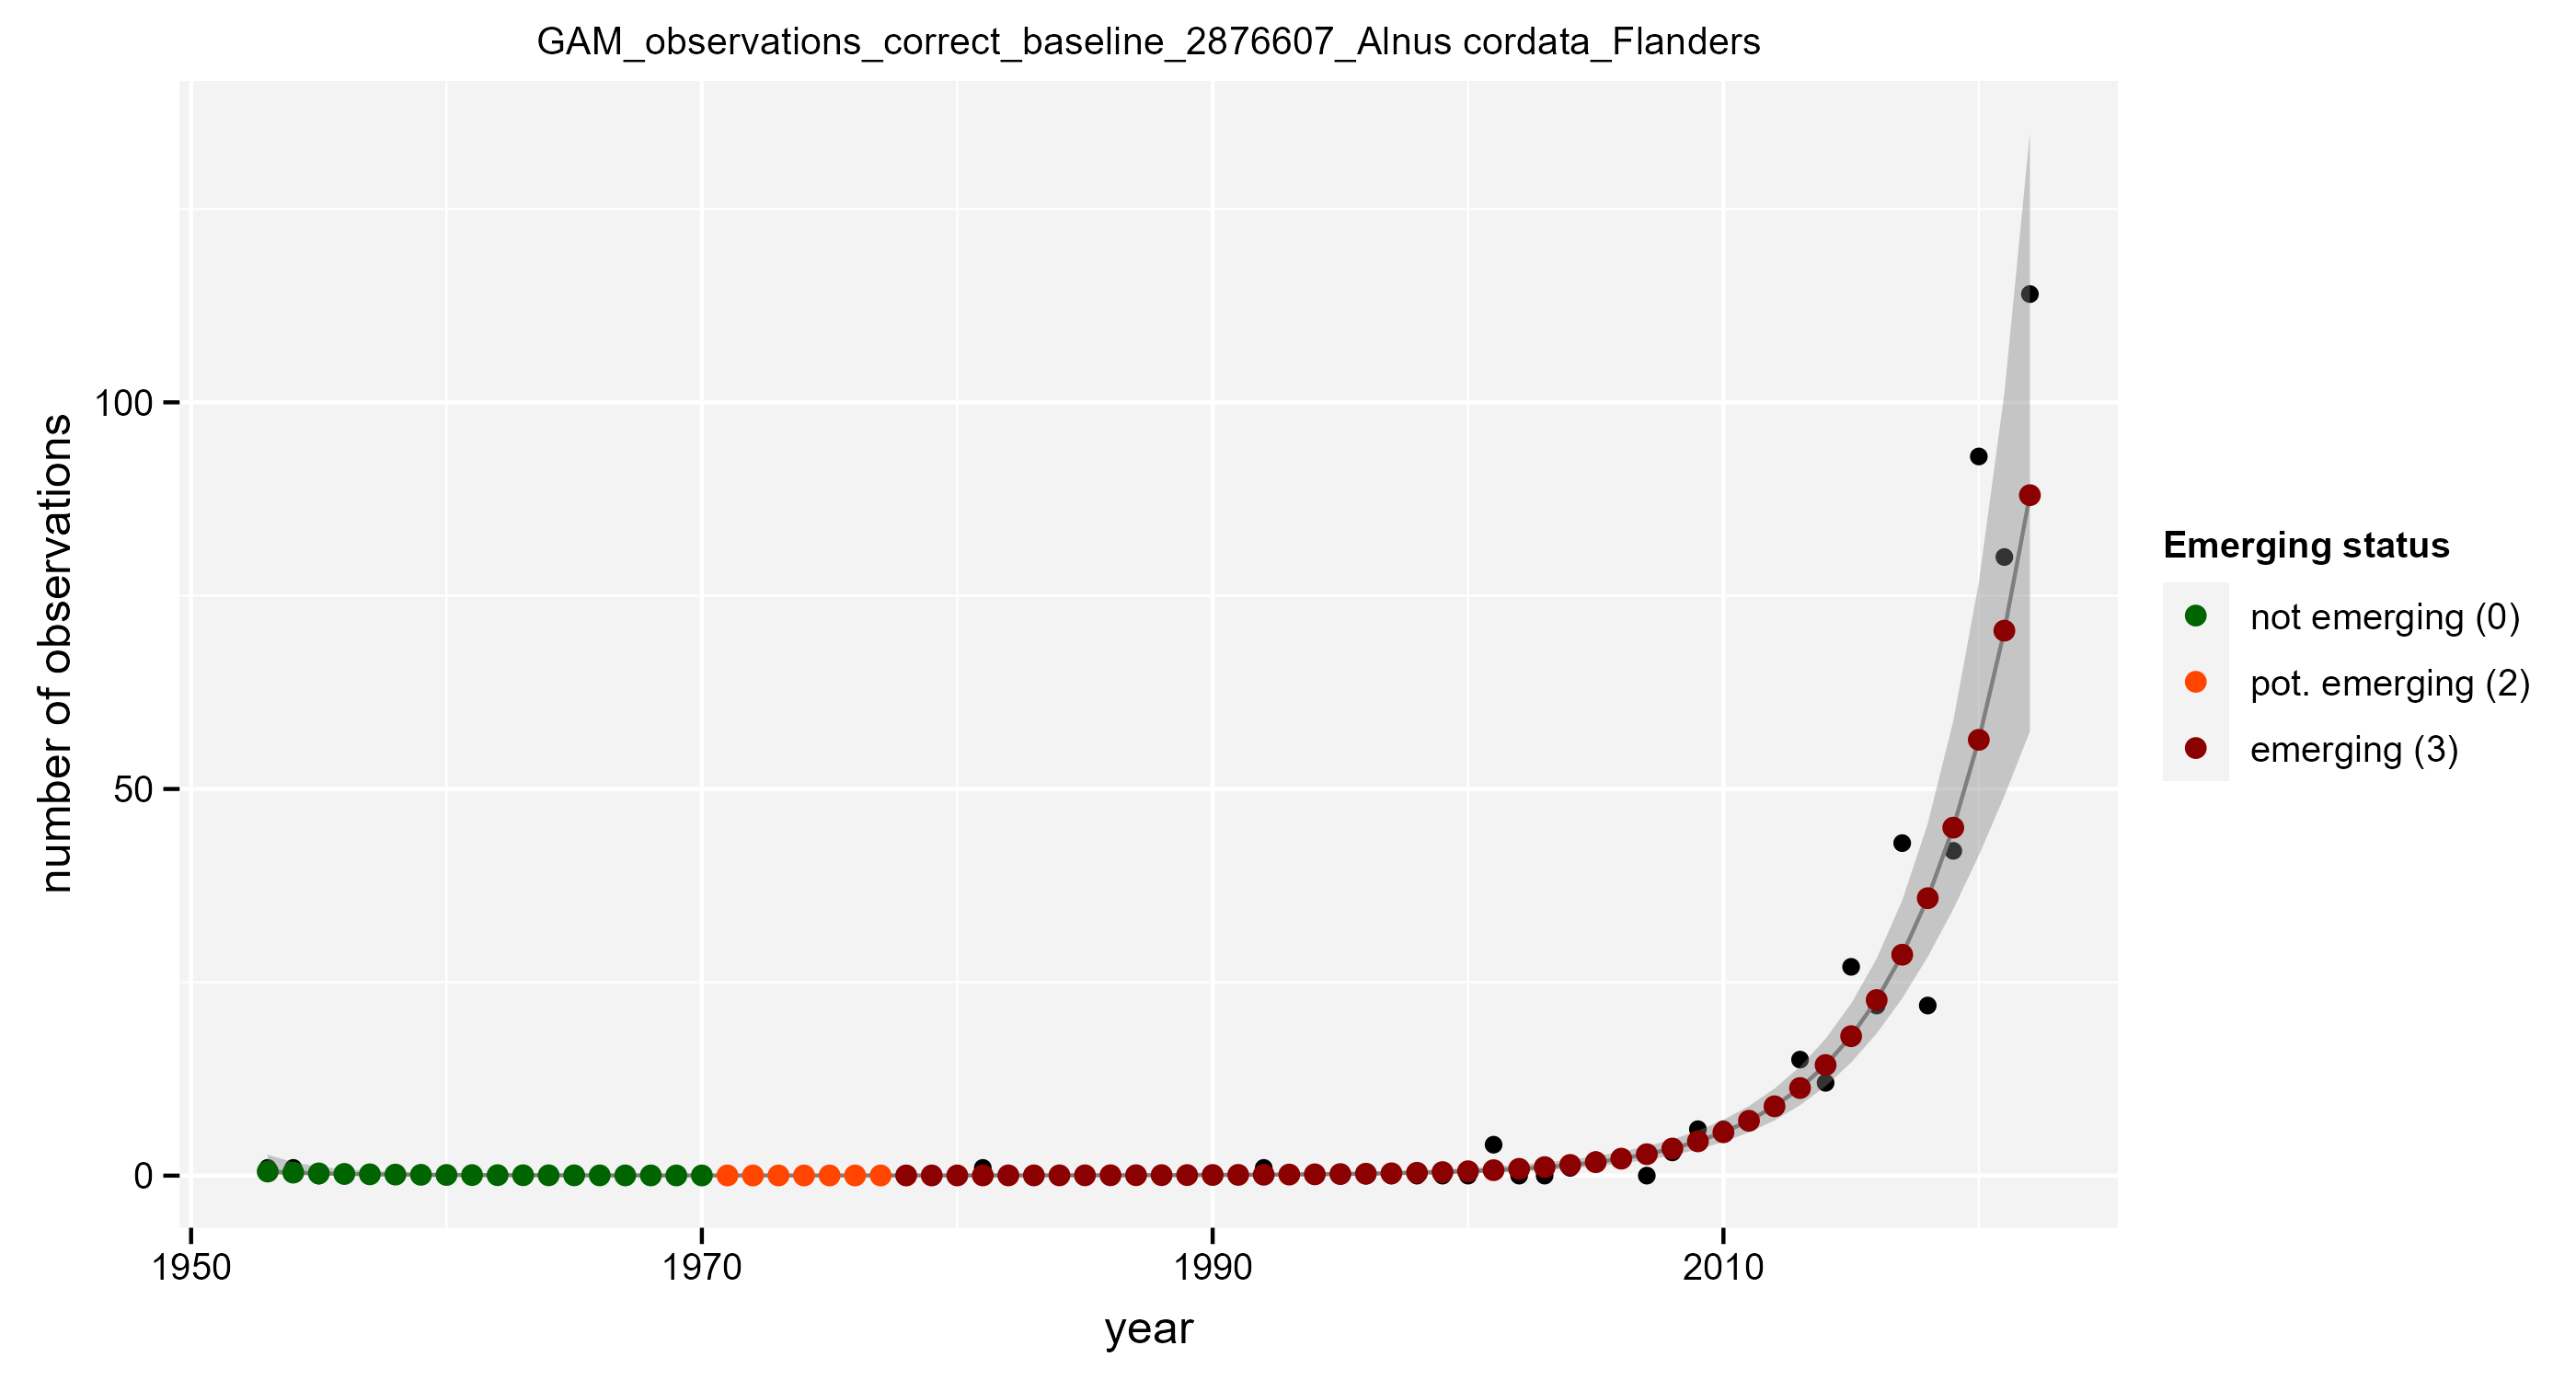 GAM_observations_correct_baseline_2876607_Alnus cordata_Flanders
number of observations
100
50
0
1950
1970
1990
2010
year
Emerging status
not emerging (0)
pot. emerging (2)
emerging (3)